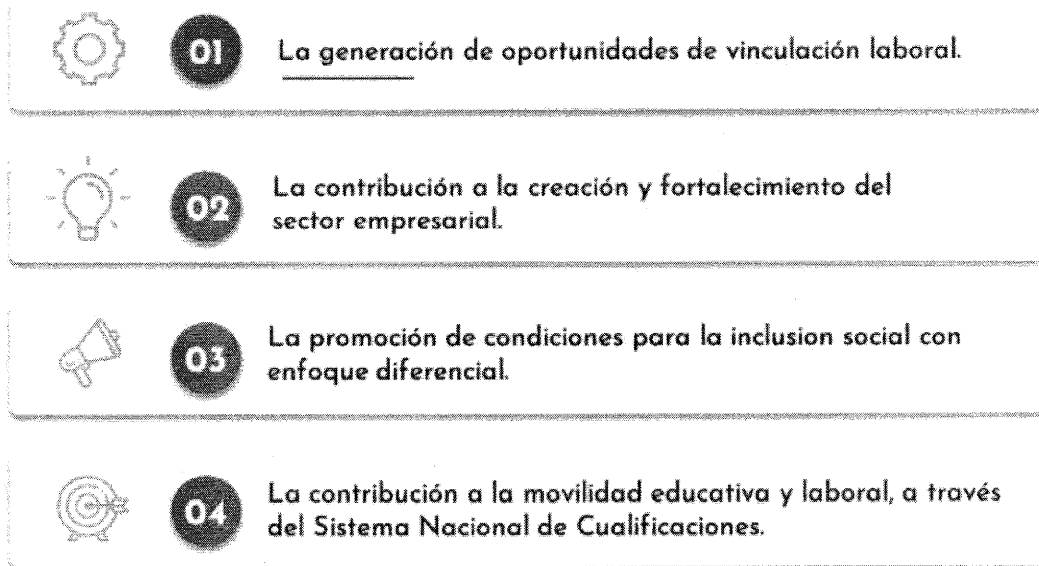 01 La generación de oportunidades de vinculación laboral.
02 La contribución a la creación y fortalecimiento del
sector empresarial.
03 La promoción de condiciones para la inclusion social con
enfoque diferencial.
04 La contribución a la movilidad educativa y laboral, a través
del Sistema Nacional de Cualificaciones.